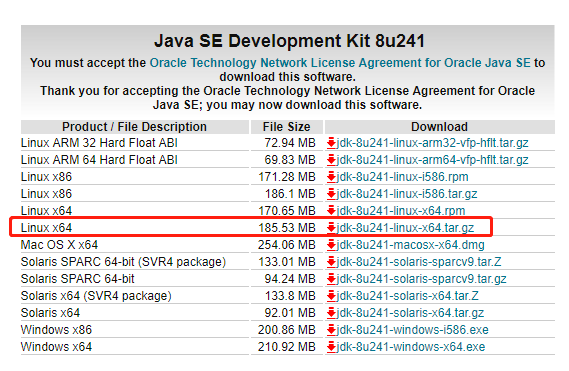 Java SE Development Kit 8u241
You must accept the Oracle Technology Network License Agreement for Oracle Java SE to
download this software.
Thank you for accepting the Oracle Technology Network License Agreement for Oracle
Java SE; you may now download this software.
Product / File Description File Size Download
Linux ARM 32 Hard Float ABI 72.94 MB jdk-8u241-linux-arm32-vfp-hflt.tar.gz
Linux ARM 64 Hard Float ABI 69.83 MB jdk-8u241-linux-arm64-vfp-hflt.tar.gz
Linux x86 171.28 MB jdk-8u241-linux-i586.rpm
Linux x86 186.1 MB jdk-8u241-linux-i586.tar.gz
Linux x64 170.65 MB jdk-8u241-linux-x64.rpm
Linux x64 185.53 MB jdk-8u241-linux-x64.tar.gz
Mac OS X x64 254.06 MB jdk-8u241-macosx-x64.dmg
Solaris SPARC 64-bit (SVR4 package) 133.01 MB jdk-8u241-solaris-sparcv9.tar.Z
Solaris SPARC 64-bit 94.24 MB jdk-8u241-solaris-sparcv9.tar.gz
Solaris x64 (SVR4 package) 133.8 MB jdk-8u241-solaris-x64.tar.Z
Solaris x64 92.01 MB jdk-8u241-solaris-x64.tar.gz
Windows x86 200.86 MB jdk-8u241-windows-i586.exe
Windows x64 210.92 MB jdk-8u241-windows-x64.exe